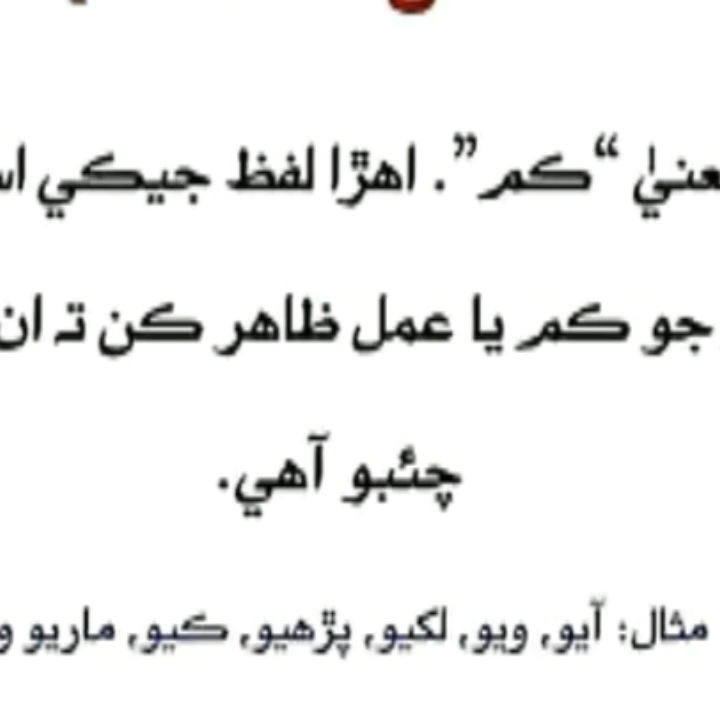 “ڪم”. اهڙا لفظ جيڪي
جو ڪم يا عمل ظاهر ڪن ته ان
چئبو آهي.
مثال: آيو, ويو, لکيو, پڙهيو, ڪيو, ماريو و